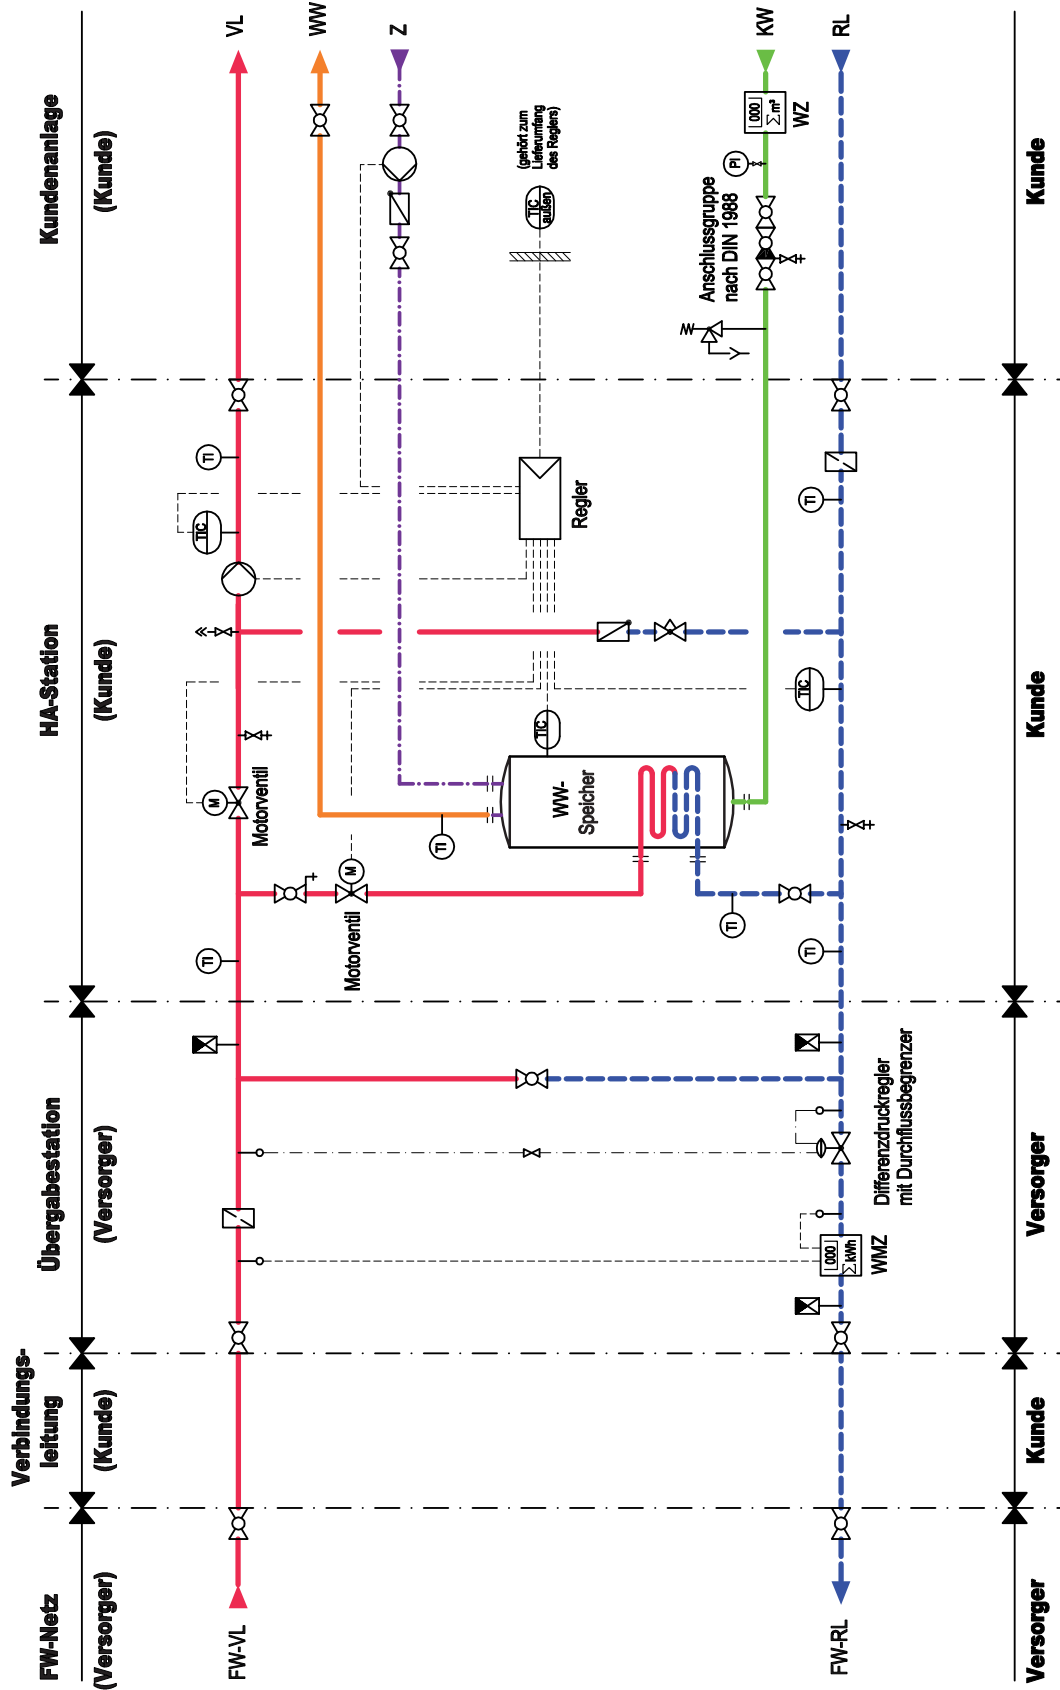 FW-Netz
(Versorger)
Verbindungs-
leitung
(Kunde)
Übergabestation
(Versorger)
HA-Station
(Kunde)
Kundenanlage
(Kunde)
FW-VL
TI
M
Motorventil
TIC
TI
VL
WW
Z
M
Motorventil
TI
WW-
Speicher
TIC
Regler
TIC
außen
(gehört zum
Lieferumfang
des Reglers)
Anschlussgruppe
nach DIN 1988
PI
000
∑ m³
WZ
KW
TI
FW-RL
000
∑ kWh
WMZ
Differenzdruckregler
mit Durchflussbegrenzer
TI
TIC
TI
RL
Versorger
Kunde
Versorger
Kunde
Kunde